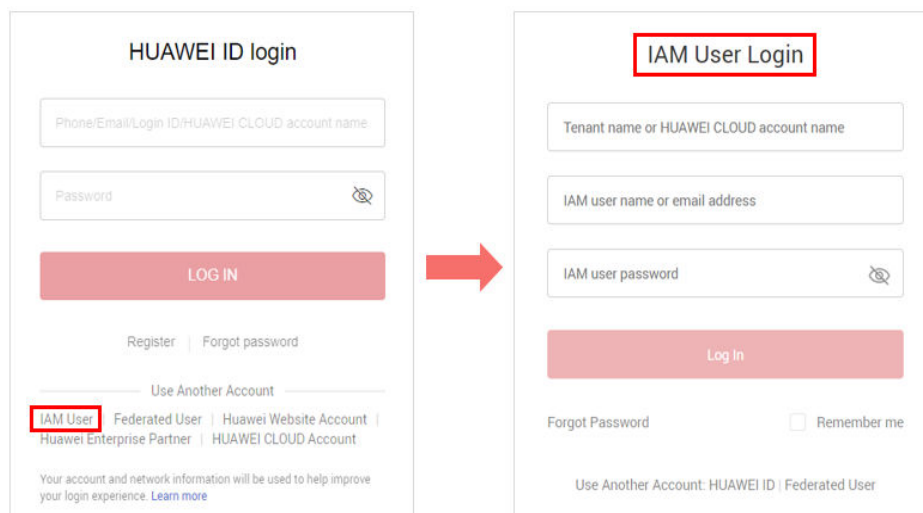 HUAWEI ID login
Phone/Email/Login ID/HUAWEI CLOUD account name
Password
LOG IN
Register | Forgot password
Use Another Account
IAM User | Federated User | Huawei Website Account |
Huawei Enterprise Partner | HUAWEI CLOUD Account
Your account and network information will be used to help improve
your login experience. Learn more
IAM User Login
Tenant name or HUAWEI CLOUD account name
IAM user name or email address
IAM user password
Log In
Forgot Password
Remember me
Use Another Account: HUAWEI ID | Federated User